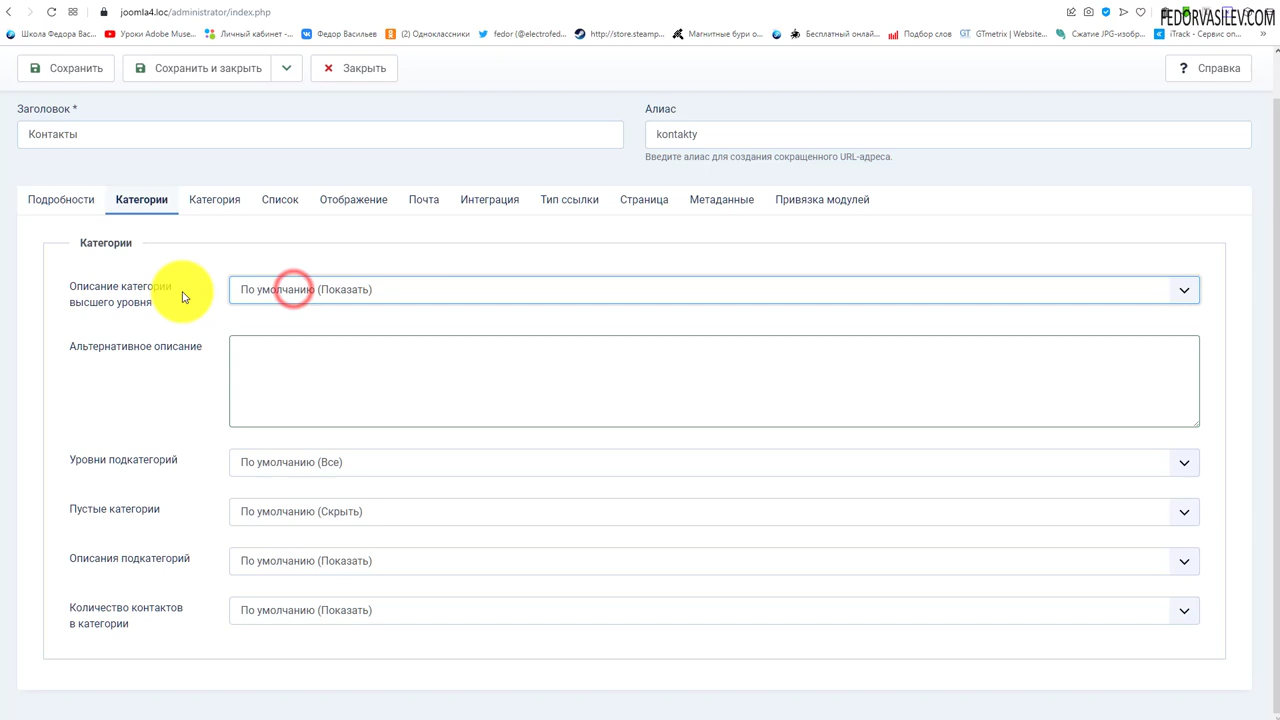 joomla4.loc/administrator/index.php
FEDORVASILEV.COM
Школа Федора Вас...
Уроки Adobe Muse...
Личный кабинет -...
Федор Васильев
(2) Одноклассники
fedor (@electrofed...
http://store.steamp...
Магнитные бури о...
Бесплатный онлай...
Подбор слов
GTmetrix | Website...
Сжатие JPG-изобр...
iTrack - Сервис оп...
Сохранить
Сохранить и закрыть
Закрыть
Справка
Заголовок *
Алиас
Контакты
kontakty
Введите алиас для создания сокращенного URL-адреса.
Подробности
Категории
Категория
Список
Отображение
Почта
Интеграция
Тип ссылки
Страница
Метаданные
Привязка модулей
Категории
Описание категории
высшего уровня
По умолчанию (Показать)
Альтернативное описание
Уровни подкатегорий
По умолчанию (Все)
Пустые категории
По умолчанию (Скрыть)
Описания подкатегорий
По умолчанию (Показать)
Количество контактов
в категории
По умолчанию (Показать)